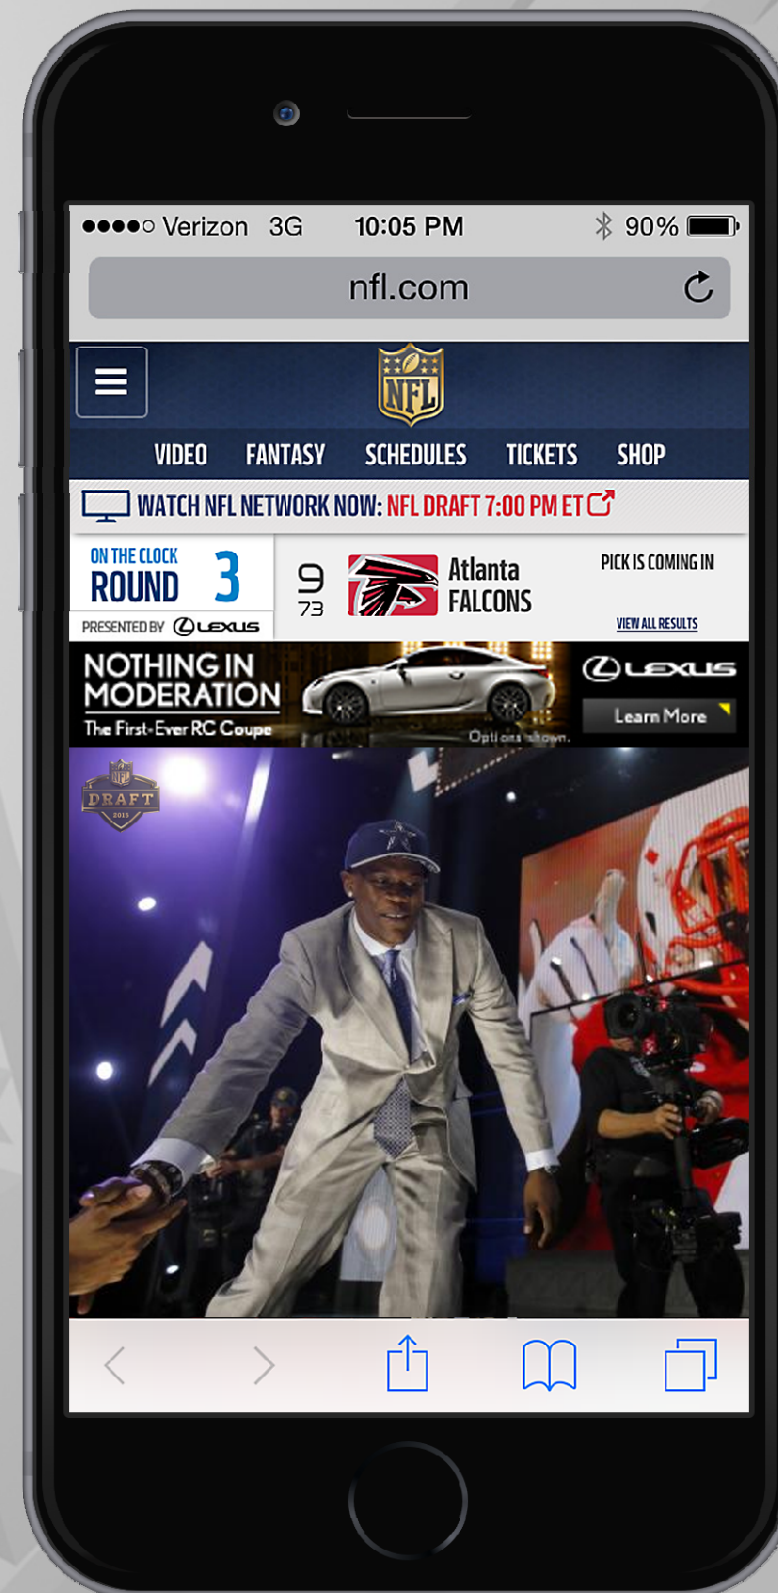 Verizon 3G 10:05 PM 90%
nfl.com
NFL
VIDEO FANTASY SCHEDULES TICKETS SHOP
WATCH NFL NETWORK NOW: NFL DRAFT 7:00 PM ET
ON THE CLOCK
ROUND 3
PRESENTED BY LEXUS
9
73
Atlanta
FALCONS
PICK IS COMING IN
VIEW ALL RESULTS
NOTHING IN
MODERATION
The First-Ever RC Coupe
Options shown.
LEXUS
Learn More
NFL
DRAFT
2015